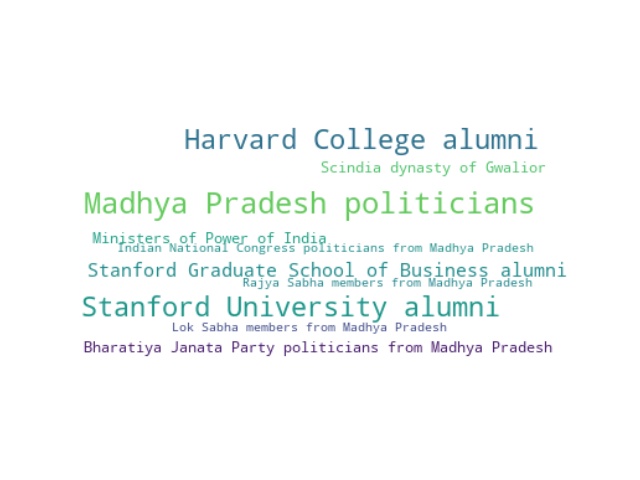 Harvard College alumni
Scindia dynasty of Gwalior
Madhya Pradesh politicians
Ministers of Power of India
Indian National Congress politicians from Madhya Pradesh
Stanford Graduate School of Business alumni
Rajya Sabha members from Madhya Pradesh
Stanford University alumni
Lok Sabha members from Madhya Pradesh
Bharatiya Janata Party politicians from Madhya Pradesh